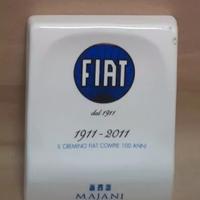 FIAT
dal 1911
1911 - 2011
IL CREMINO FIAT COMPIE 100 ANNI
MAJANI